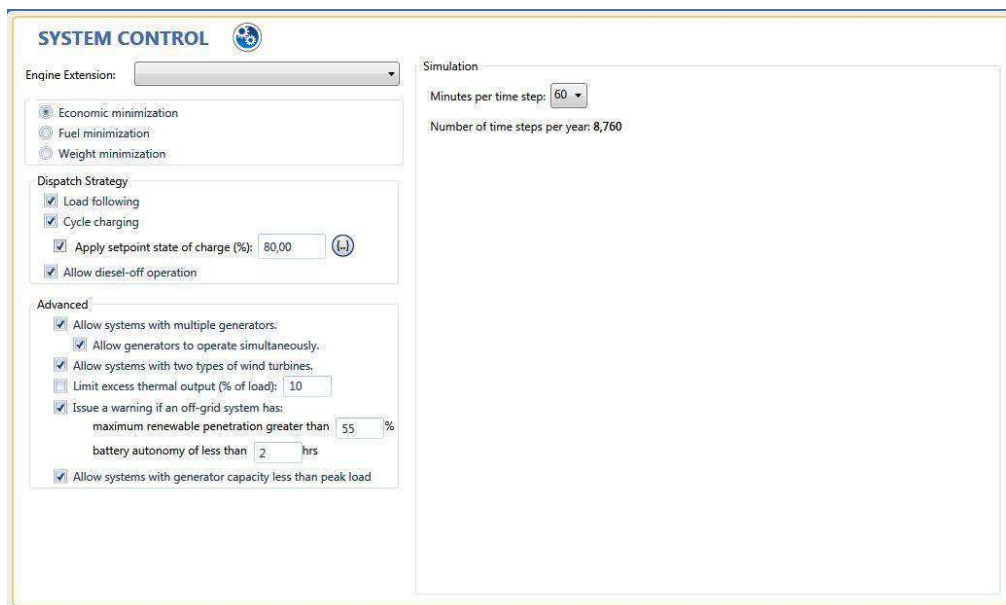 SYSTEM CONTROL
Engine Extension:
Economic minimization
Fuel minimization
Weight minimization
Dispatch Strategy
Load following
Cycle charging
Apply setpoint state of charge (%): 80,00 {..}
Allow diesel-off operation
Advanced
Allow systems with multiple generators.
Allow generators to operate simultaneously.
Allow systems with two types of wind turbines.
Limit excess thermal output (% of load): 10
Issue a warning if an off-grid system has:
maximum renewable penetration greater than 55 %
battery autonomy of less than 2 hrs
Allow systems with generator capacity less than peak load
Simulation
Minutes per time step: 60
Number of time steps per year: 8,760